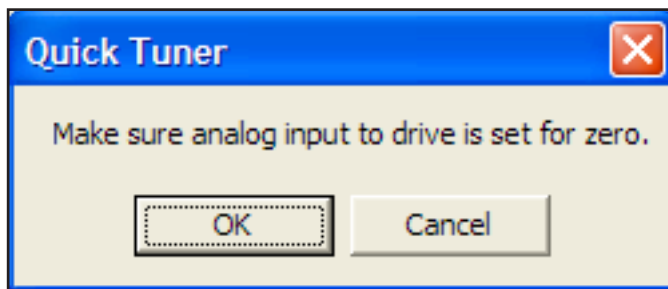 Quick Tuner
Make sure analog input to drive is set for zero.
OK Cancel